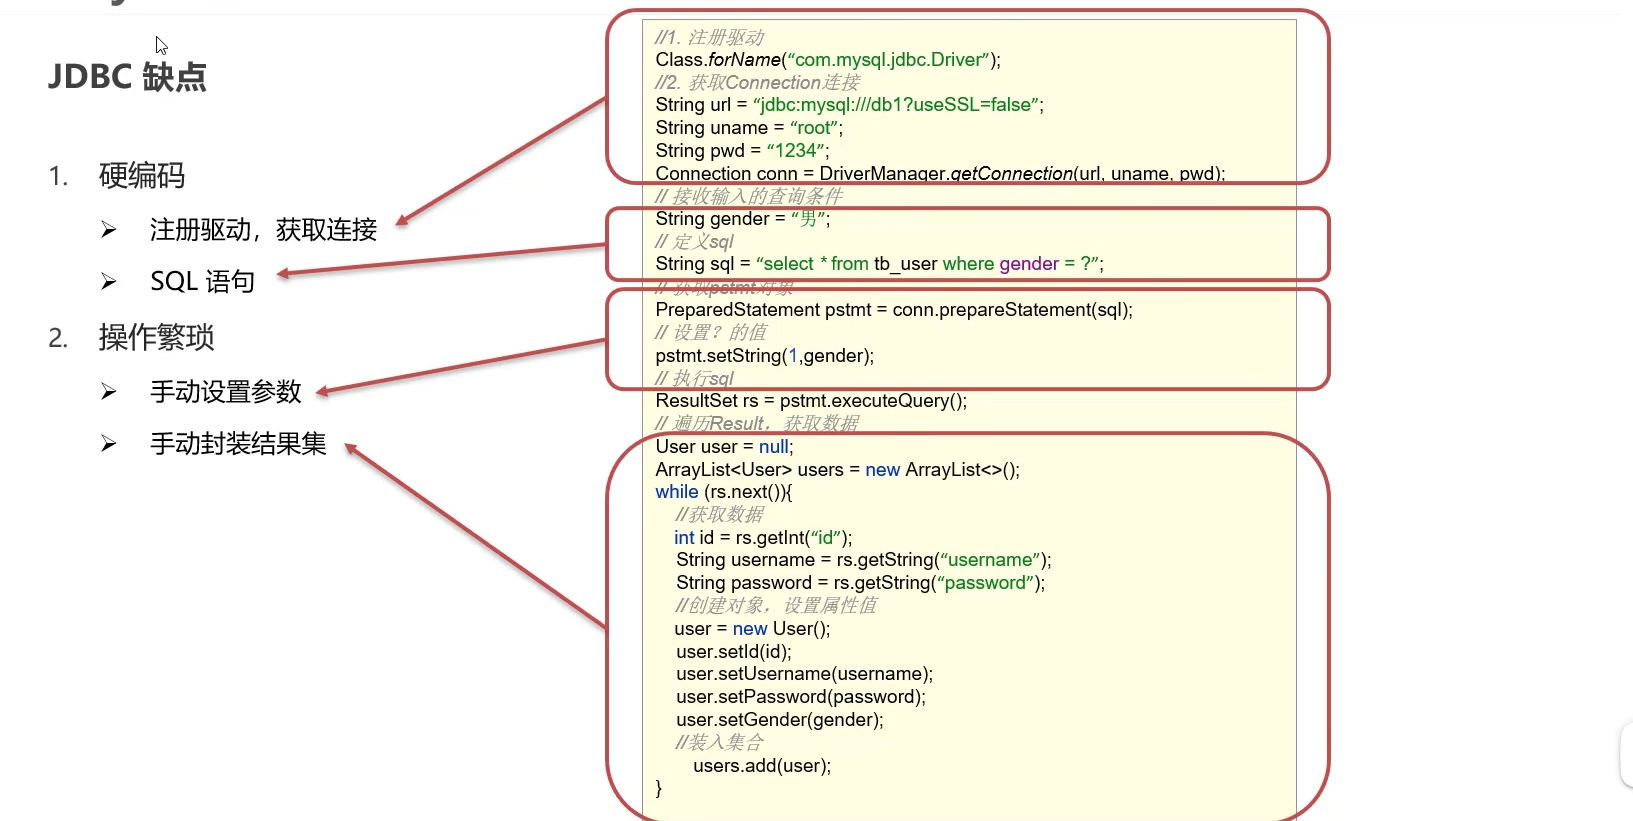 JDBC 缺点
1. 硬编码
➢ 注册驱动，获取连接
➢ SQL 语句
2. 操作繁琐
➢ 手动设置参数
➢ 手动封装结果集
//1. 注册驱动
Class.forName(“com.mysql.jdbc.Driver”);
//2. 获取Connection连接
String url = “jdbc:mysql:///db1?useSSL=false”;
String uname = “root”;
String pwd = “1234”;
Connection conn = DriverManager.getConnection(url, uname, pwd);
// 接收输入的查询条件
String gender = “男”;
// 定义sql
String sql = “select * from tb_user where gender = ?”;
// 获取pstmt对象
PreparedStatement pstmt = conn.prepareStatement(sql);
// 设置？的值
pstmt.setString(1,gender);
// 执行sql
ResultSet rs = pstmt.executeQuery();
// 遍历Result，获取数据
User user = null;
ArrayList<User> users = new ArrayList<>();
while (rs.next()){
//获取数据
int id = rs.getInt(“id”);
String username = rs.getString(“username”);
String password = rs.getString(“password”);
//创建对象，设置属性值
user = new User();
user.setId(id);
user.setUsername(username);
user.setPassword(password);
user.setGender(gender);
//装入集合
users.add(user);
}